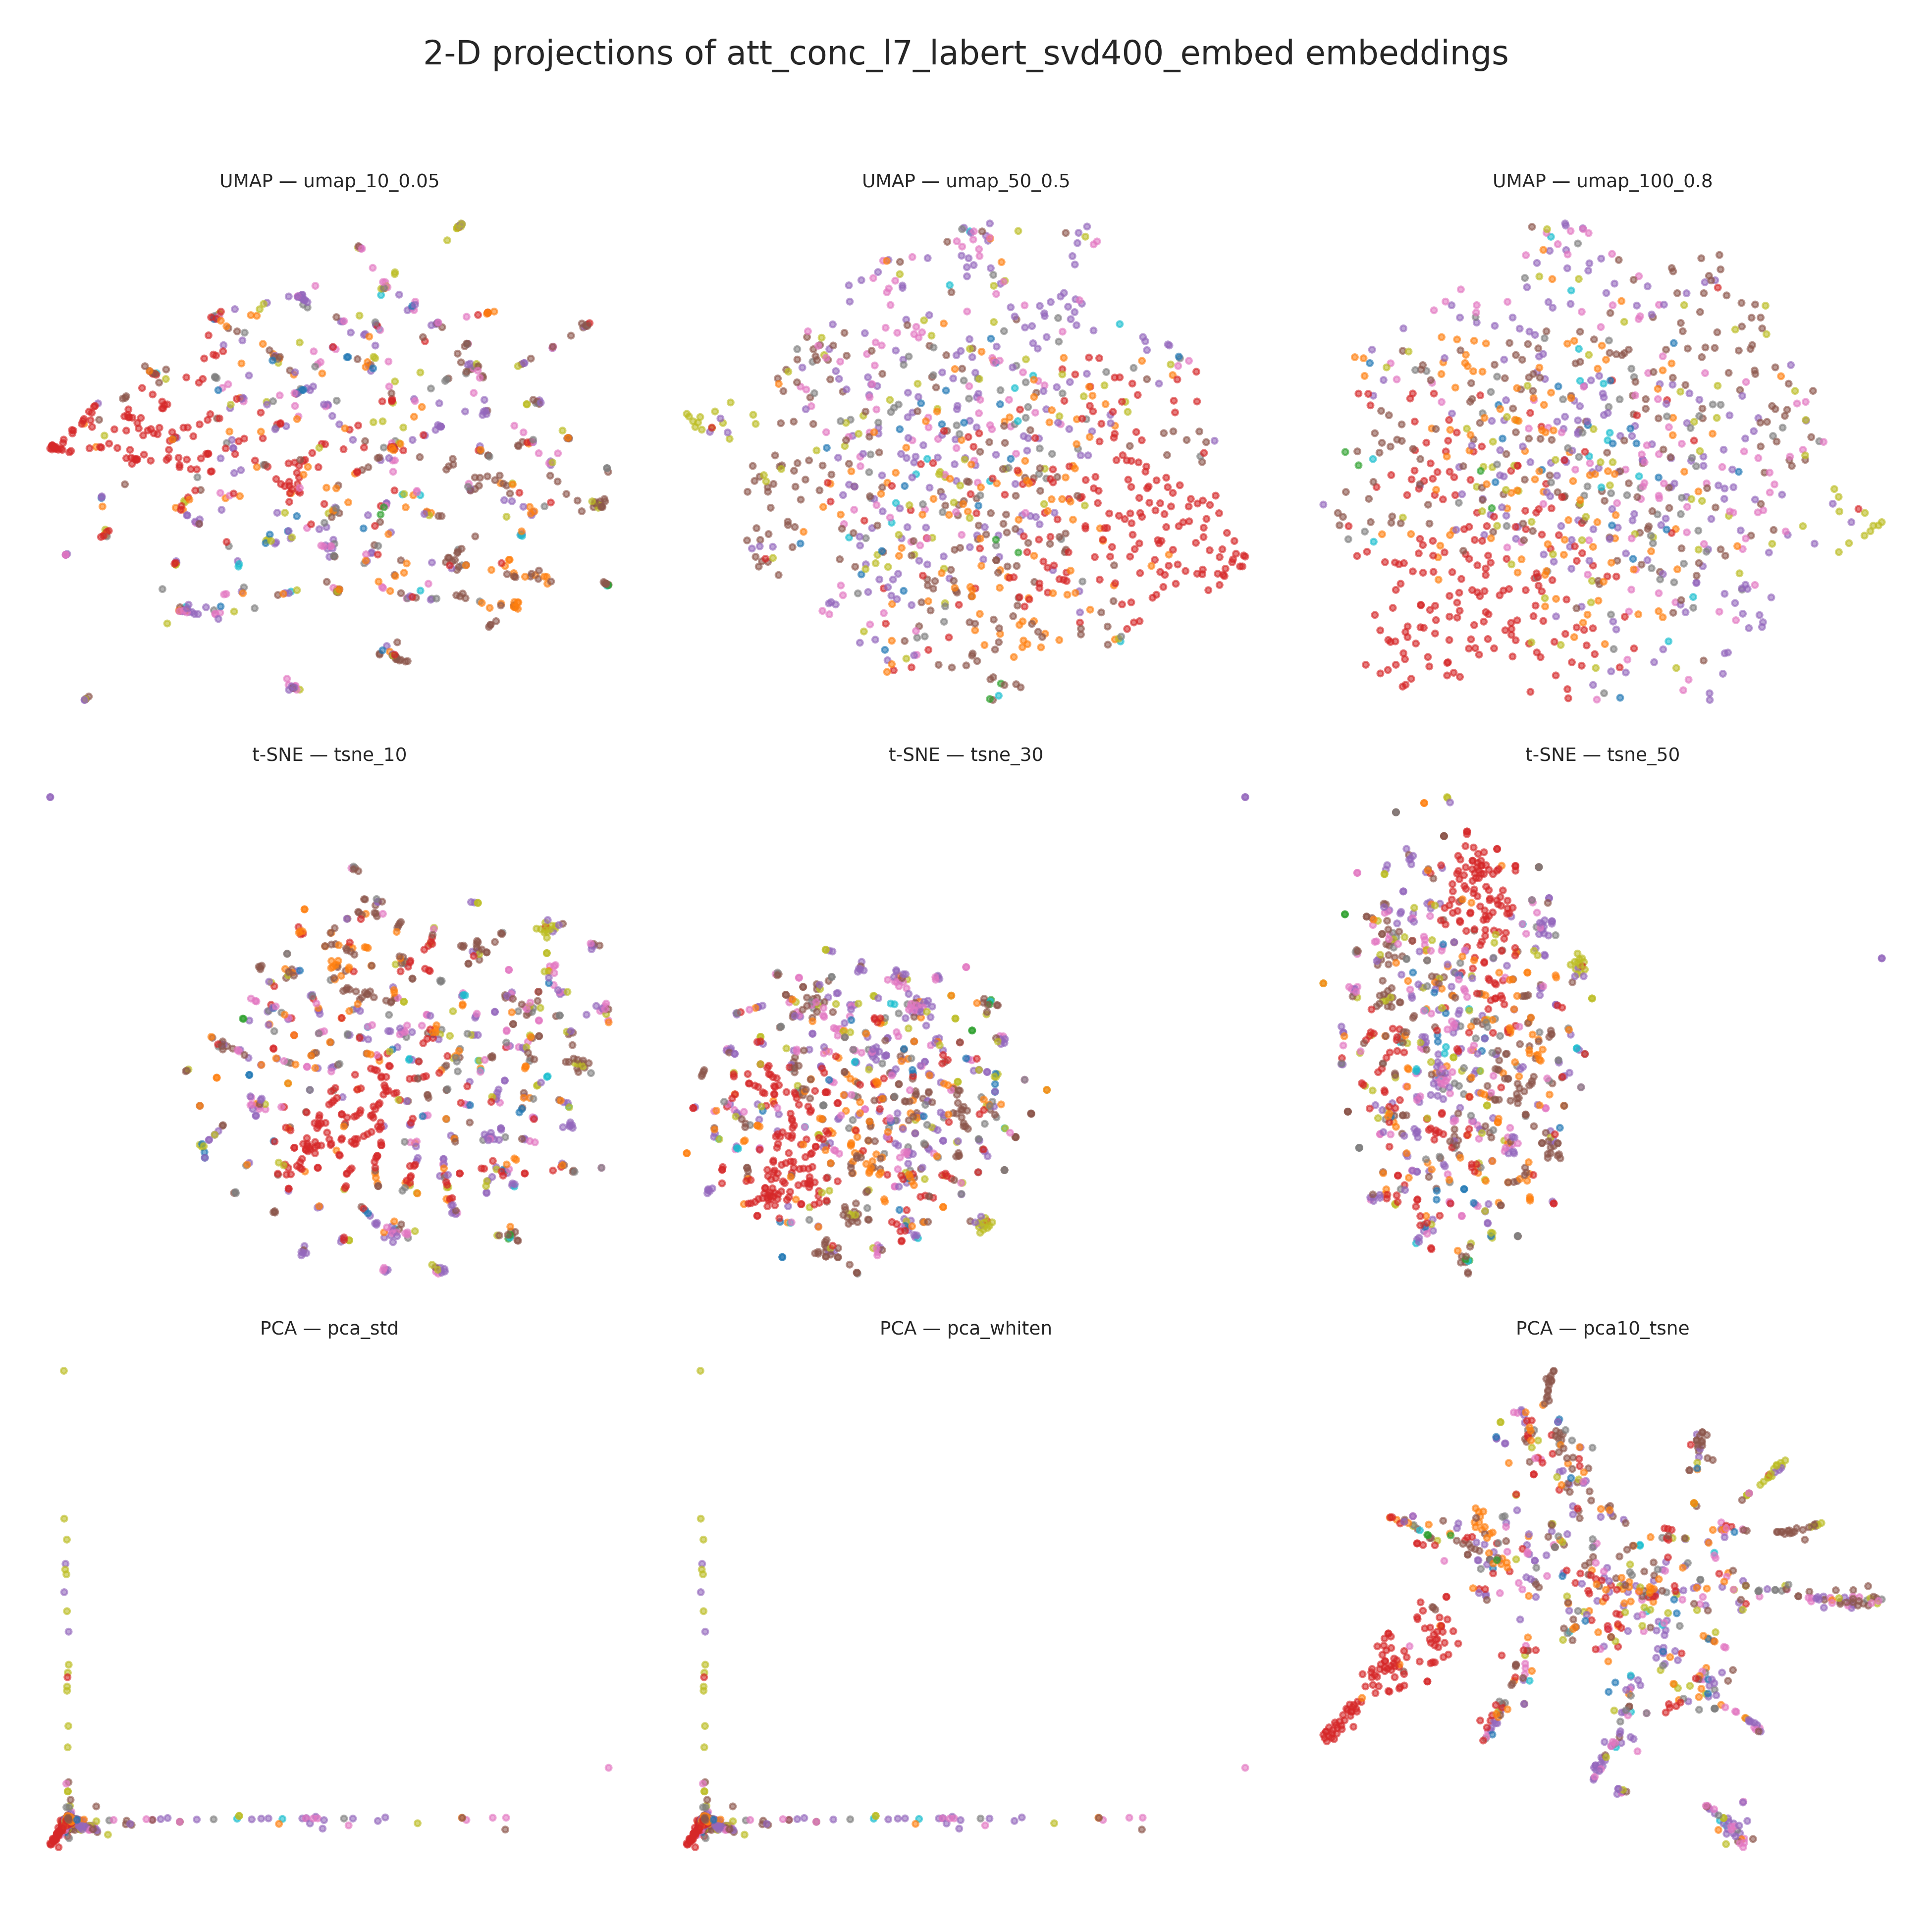 2-D projections of att_conc_l7_labert_svd400_embed embeddings
UMAP — umap_10_0.05
UMAP — umap_50_0.5
UMAP — umap_100_0.8
t-SNE — tsne_10
t-SNE — tsne_30
t-SNE — tsne_50
PCA — pca_std
PCA — pca_whiten
PCA — pca10_tsne